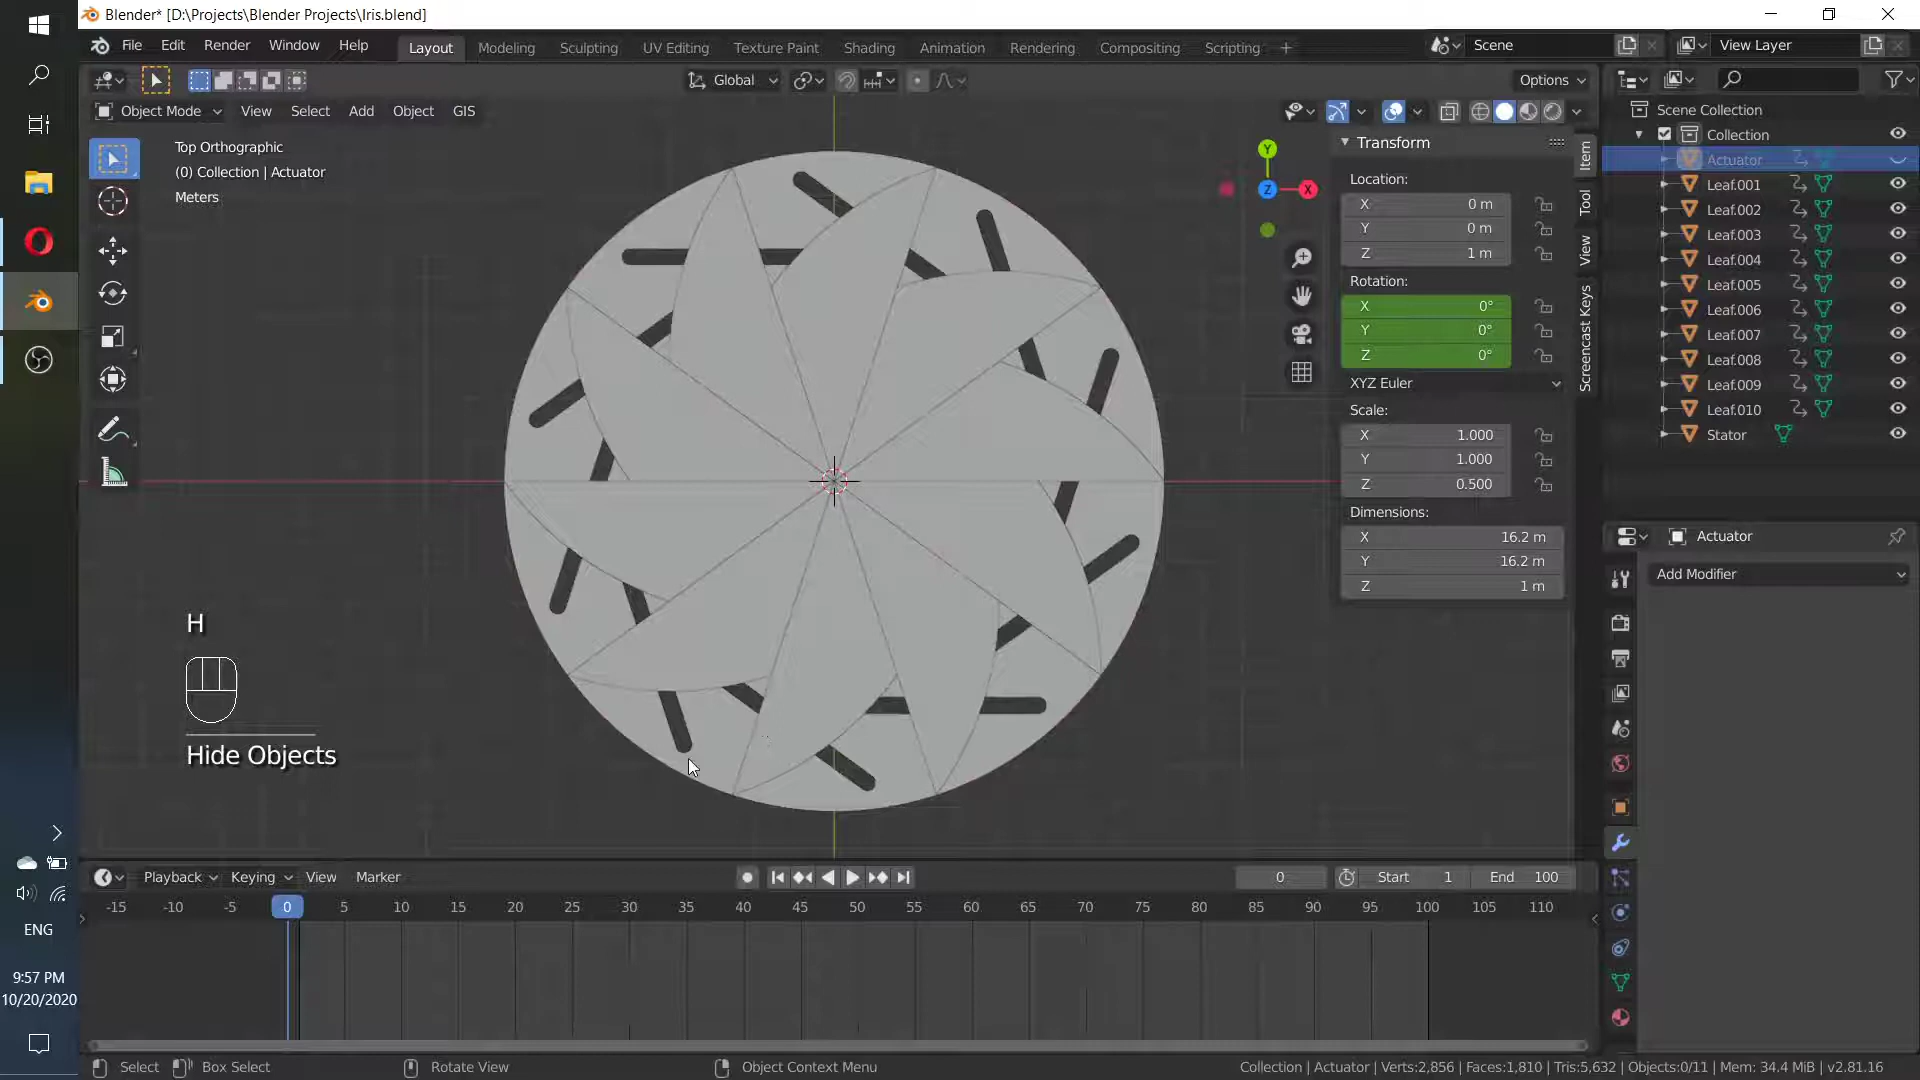 Blender* [D:\Projects\Blender Projects\Iris.blend]
File Edit Render Window Help Layout Modeling Sculpting UV Editing Texture Paint Shading Animation Rendering Compositing Scripting + Scene View Layer
Global Options
Object Mode View Select Add Object GIS
Top Orthographic
(0) Collection | Actuator
Meters
Y
Z
X
Transform
Location:
X 0 m
Y 0 m
Z 1 m
Rotation:
X 0°
Y 0°
Z 0°
XYZ Euler
Scale:
X 1.000
Y 1.000
Z 0.500
Dimensions:
X 16.2 m
Y 16.2 m
Z 1 m
Item
Tool
View
Screencast Keys
Scene Collection
Collection
Actuator
Leaf.001
Leaf.002
Leaf.003
Leaf.004
Leaf.005
Leaf.006
Leaf.007
Leaf.008
Leaf.009
Leaf.010
Stator
Actuator
Add Modifier
H
Hide Objects
Playback Keying View Marker 0 Start 1 End 100
-15 -10 -5 0 5 10 15 20 25 30 35 40 45 50 55 60 65 70 75 80 85 90 95 100 105 110
ENG
9:57 PM
10/20/2020
Select Box Select Rotate View Object Context Menu Collection | Actuator | Verts:2,856 | Faces:1,810 | Tris:5,632 | Objects:0/11 | Mem: 34.4 MiB | v2.81.16